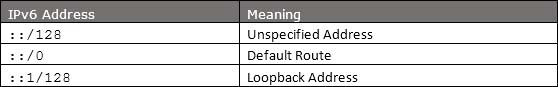 IPv6 Address Meaning
::/128 Unspecified Address
::/0 Default Route
::1/128 Loopback Address